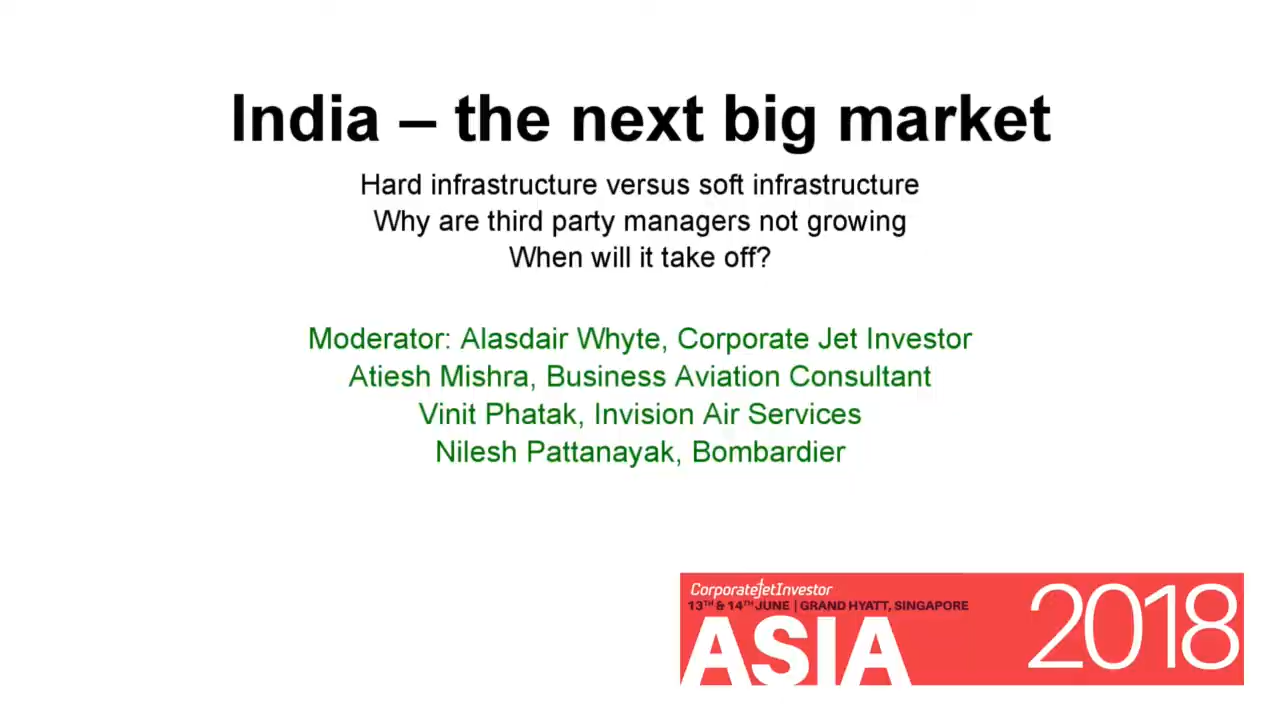 India – the next big market
Hard infrastructure versus soft infrastructure
Why are third party managers not growing
When will it take off?
Moderator: Alasdair Whyte, Corporate Jet Investor
Atiesh Mishra, Business Aviation Consultant
Vinit Phatak, Invision Air Services
Nilesh Pattanayak, Bombardier
CorporateJetInvestor
13TH & 14TH JUNE | GRAND HYATT, SINGAPORE
ASIA
2018